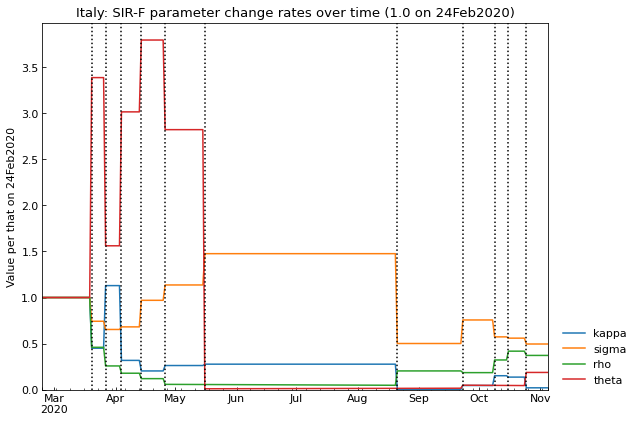 Italy: SIR-F parameter change rates over time (1.0 on 24Feb2020)
Value per that on 24Feb2020
3.5
3.0
2.5
2.0
1.5
1.0
0.5
0.0
Mar Apr May Jun Jul Aug Sep Oct Nov
2020
kappa
sigma
rho
theta